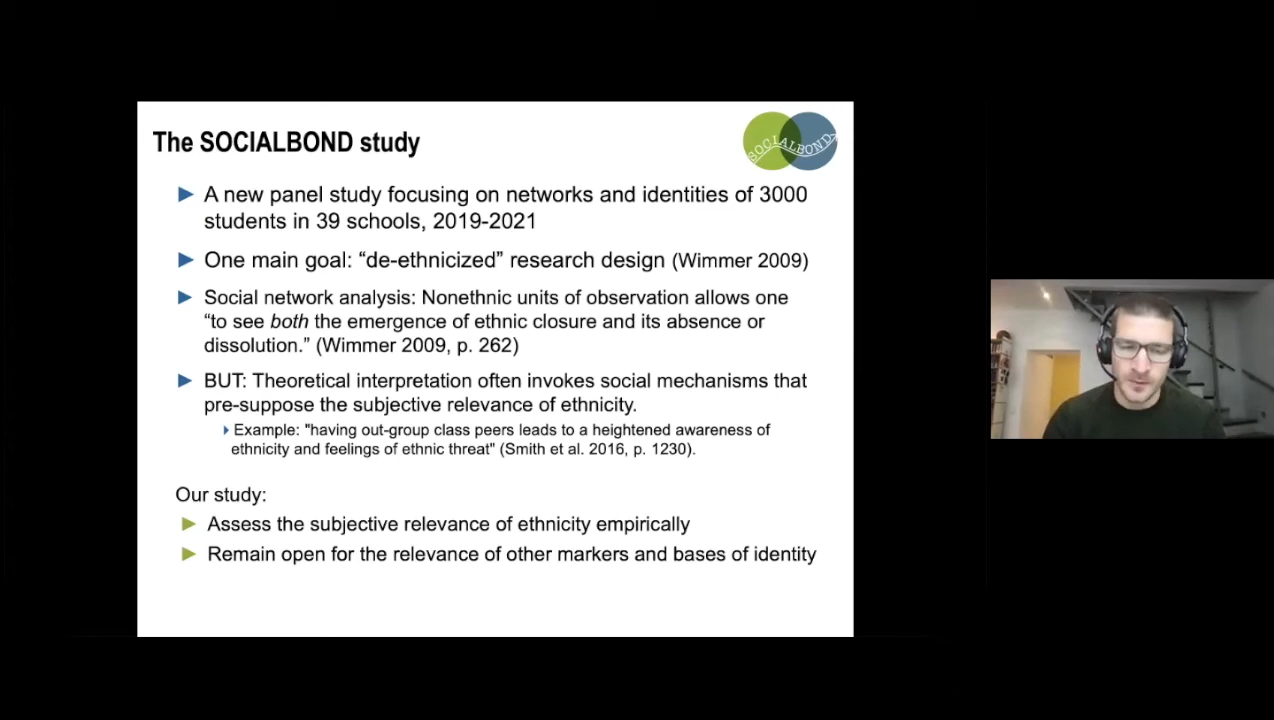 The SOCIALBOND study
SOCIALBOND
► A new panel study focusing on networks and identities of 3000
students in 39 schools, 2019-2021
► One main goal: “de-ethnicized” research design (Wimmer 2009)
► Social network analysis: Nonethnic units of observation allows one
“to see both the emergence of ethnic closure and its absence or
dissolution.” (Wimmer 2009, p. 262)
► BUT: Theoretical interpretation often invokes social mechanisms that
pre-suppose the subjective relevance of ethnicity.
Example: "having out-group class peers leads to a heightened awareness of
ethnicity and feelings of ethnic threat" (Smith et al. 2016, p. 1230).
Our study:
► Assess the subjective relevance of ethnicity empirically
► Remain open for the relevance of other markers and bases of identity